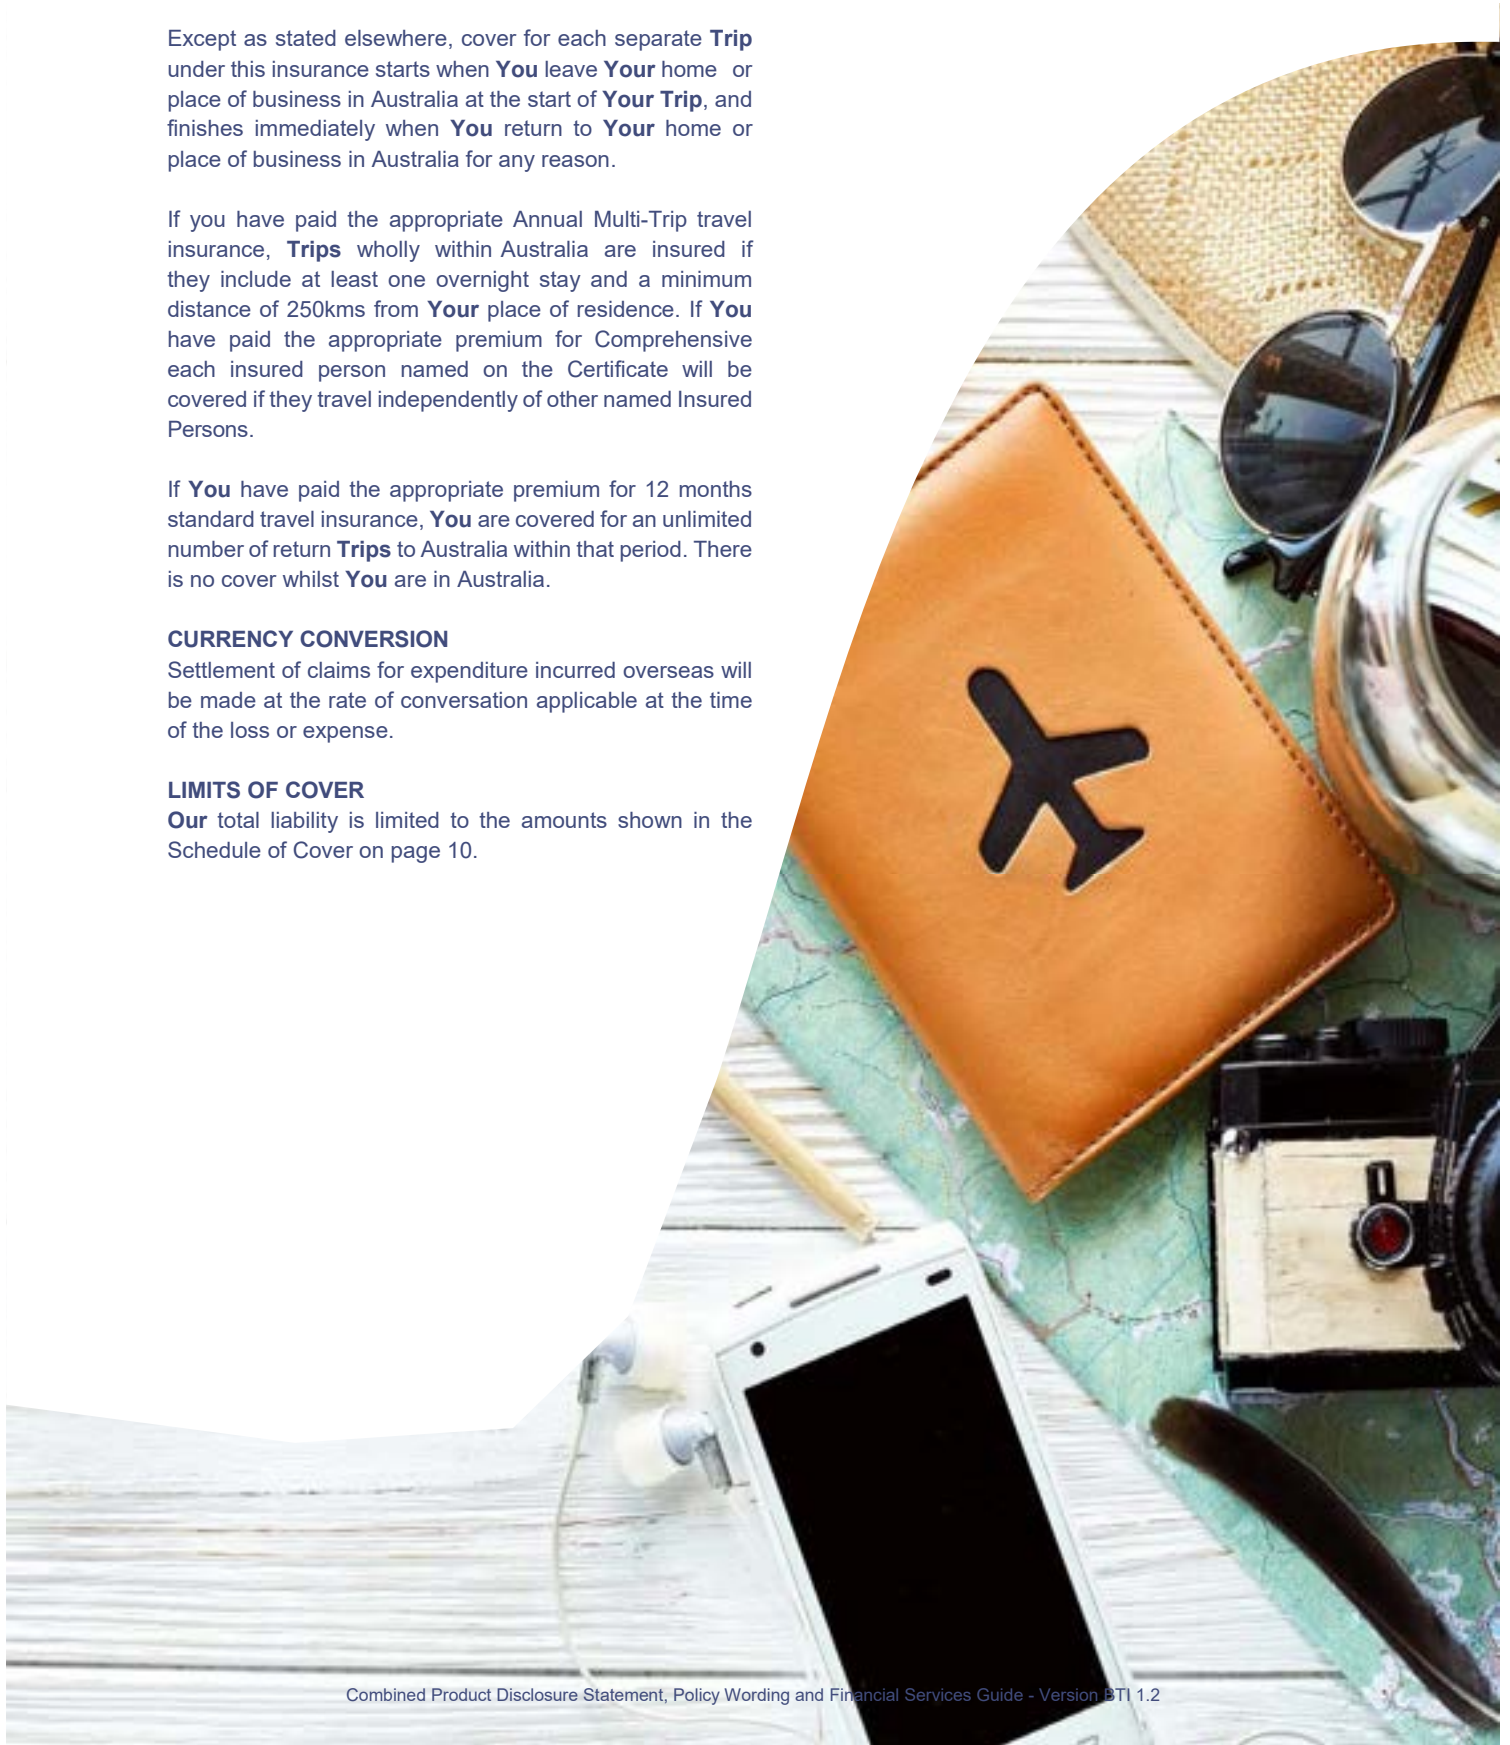 Except as stated elsewhere, cover for each separate Trip
under this insurance starts when You leave Your home or
place of business in Australia at the start of Your Trip, and
finishes immediately when You return to Your home or
place of business in Australia for any reason.
If you have paid the appropriate Annual Multi-Trip travel
insurance, Trips wholly within Australia are insured if
they include at least one overnight stay and a minimum
distance of 250kms from Your place of residence. If You
have paid the appropriate premium for Comprehensive
each insured person named on the Certificate will be
covered if they travel independently of other named Insured
Persons.
If You have paid the appropriate premium for 12 months
standard travel insurance, You are covered for an unlimited
number of return Trips to Australia within that period. There
is no cover whilst You are in Australia.
CURRENCY CONVERSION
Settlement of claims for expenditure incurred overseas will
be made at the rate of conversation applicable at the time
of the loss or expense.
LIMITS OF COVER
Our total liability is limited to the amounts shown in the
Schedule of Cover on page 10.
Combined Product Disclosure Statement, Policy Wording and Financial Services Guide - Version BTI 1.2